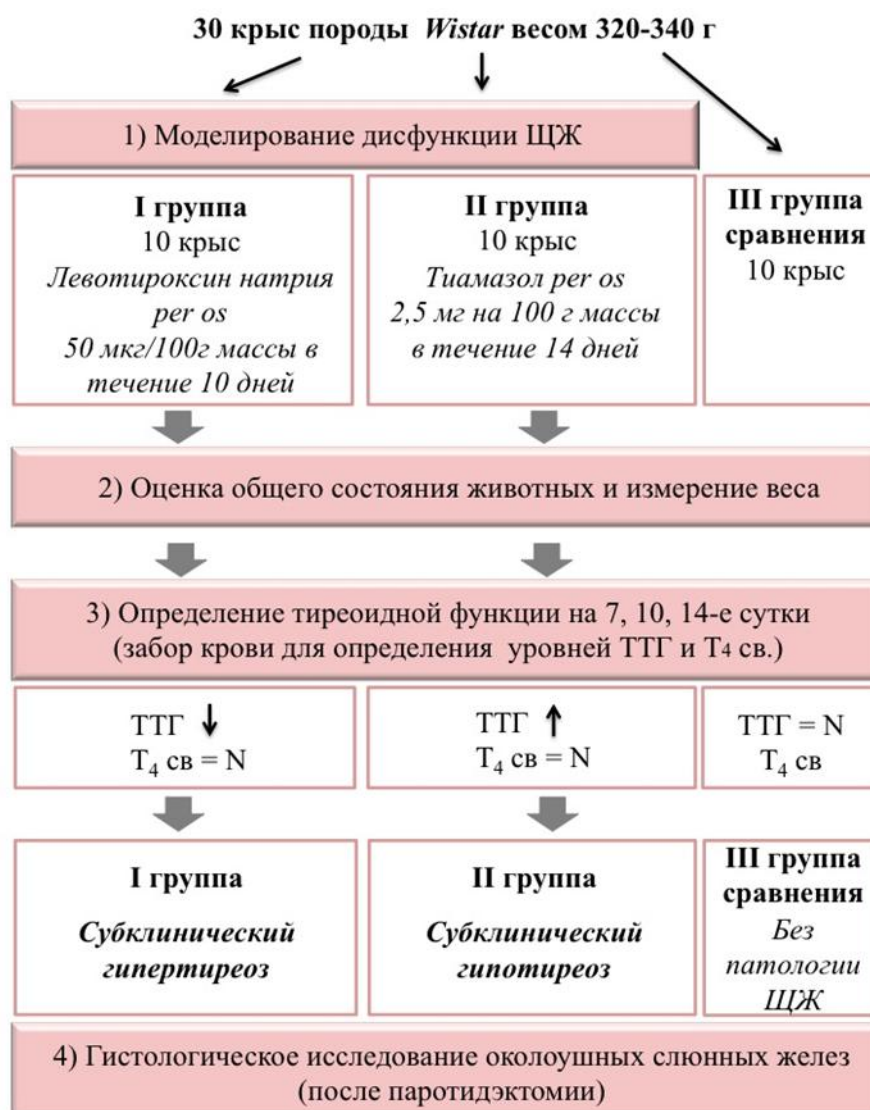 30 крыс породы Wistar весом 320-340 г
1) Моделирование дисфункции ЩЖ
I группа
10 крыс
Левотироксин натрия
per os
50 мкг/100г массы в
течение 10 дней
II группа
10 крыс
Тиамазол per os
2,5 мг на 100 г массы
в течение 14 дней
III группа
сравнения
10 крыс
2) Оценка общего состояния животных и измерение веса
3) Определение тиреоидной функции на 7, 10, 14-е сутки
(забор крови для определения уровней ТТГ и Т4 св.)
ТТГ ↓
Т₄ св = N
ТТГ ↑
Т₄ св = N
ТТГ = N
Т₄ св
I группа
Субклинический
гипертиреоз
II группа
Субклинический
гипотиреоз
III группа
сравнения
Без
патологии
ЩЖ
4) Гистологическое исследование околоушных слюнных желез
(после паротидэктомии)